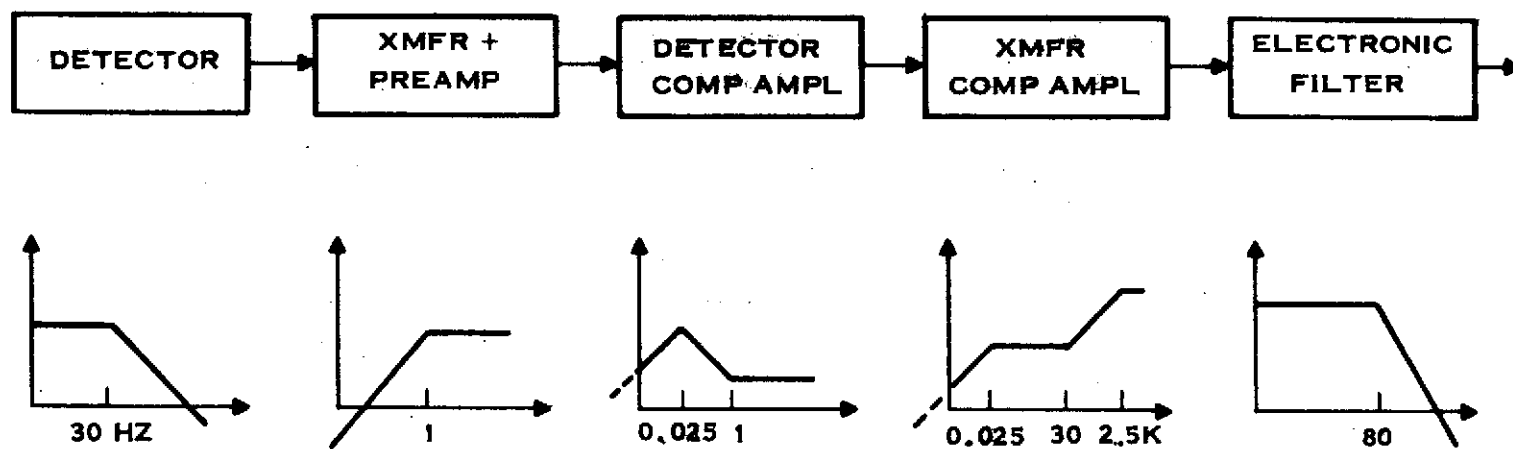 DETECTOR
XMFR +
PREAMP
DETECTOR
COMP AMPL
XMFR
COMP AMPL
ELECTRONIC
FILTER
30 HZ
1
0.025 1
0.025 30 2.5K
80